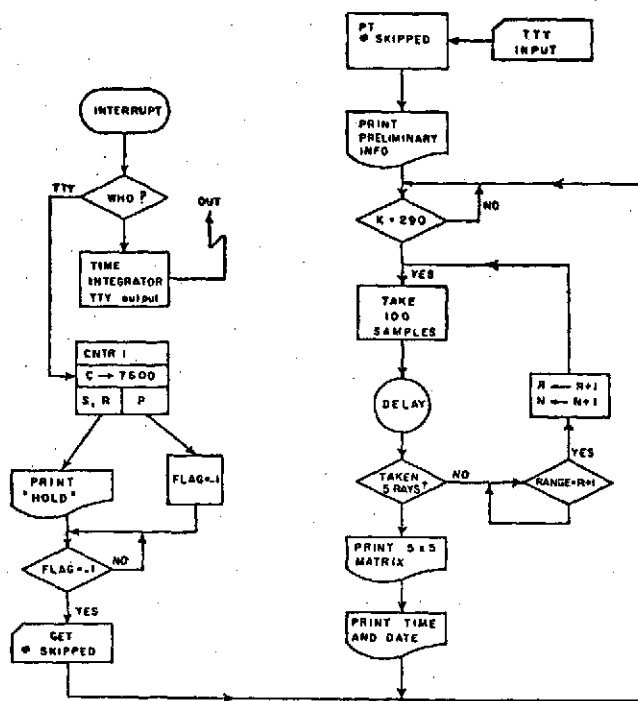 INTERRUPT
WHO ?
TTY
OUT
TIME
INTEGRATOR
TTY output
CNTR I
C → 7600
S, R
P
PRINT
"HOLD"
FLAG=.1
FLAG=.1
NO
YES
GET
# SKIPPED
PT
# SKIPPED
TTY
INPUT
PRINT
PRELIMINARY
INFO
K = 290
NO
YES
TAKE
100
SAMPLES
DELAY
TAKEN
5 RAYS?
NO
RANGE=R+1
YES
N ← N+1
PRINT 5 x 5
MATRIX
PRINT TIME
AND DATE